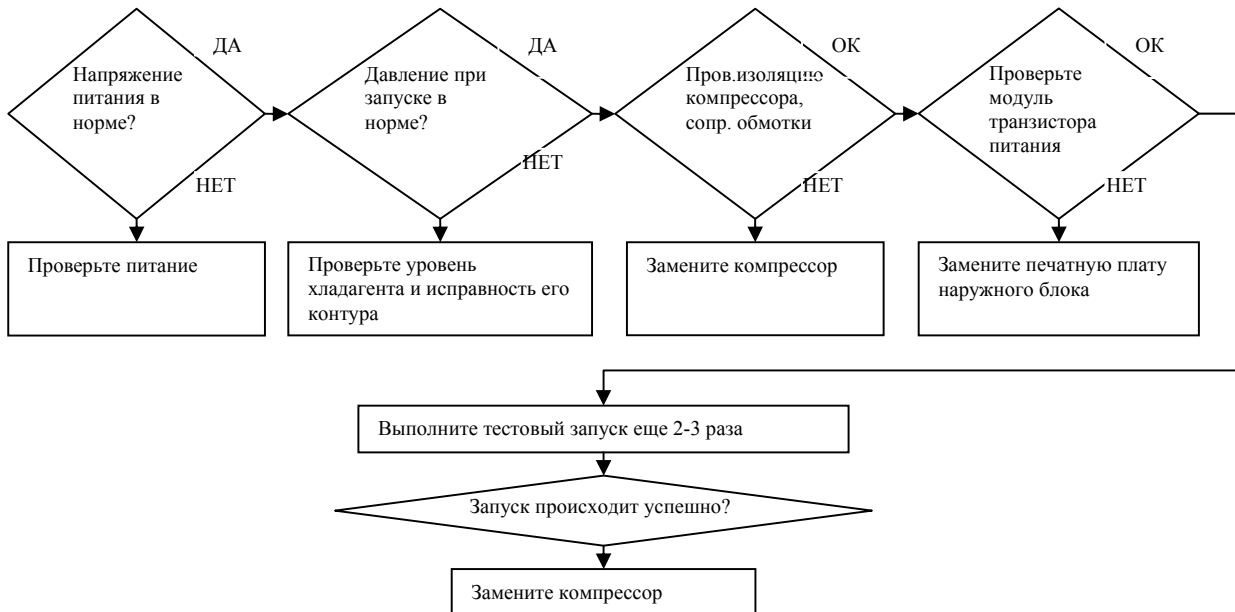 ДА
Напряжение
питания в
норме?
НЕТ
Проверьте питание
ДА
Давление при
запуске в
норме?
НЕТ
Проверьте уровень
хладагента и исправность его
контура
ОК
Пров.изоляцию
компрессора,
сопр. обмотки
НЕТ
Замените компрессор
ОК
Проверьте
модуль
транзистора
питания
НЕТ
Замените печатную плату
наружного блока
Выполните тестовый запуск еще 2-3 раза
Запуск происходит успешно?
Замените компрессор